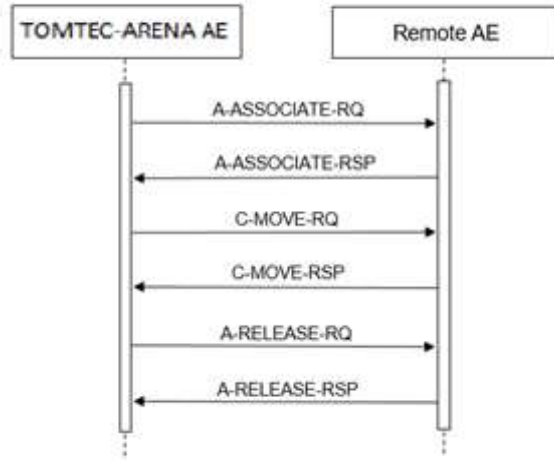 TOMTEC-ARENA AE
Remote AE
A-ASSOCIATE-RQ
A-ASSOCIATE-RSP
C-MOVE-RQ
C-MOVE-RSP
A-RELEASE-RQ
A-RELEASE-RSP